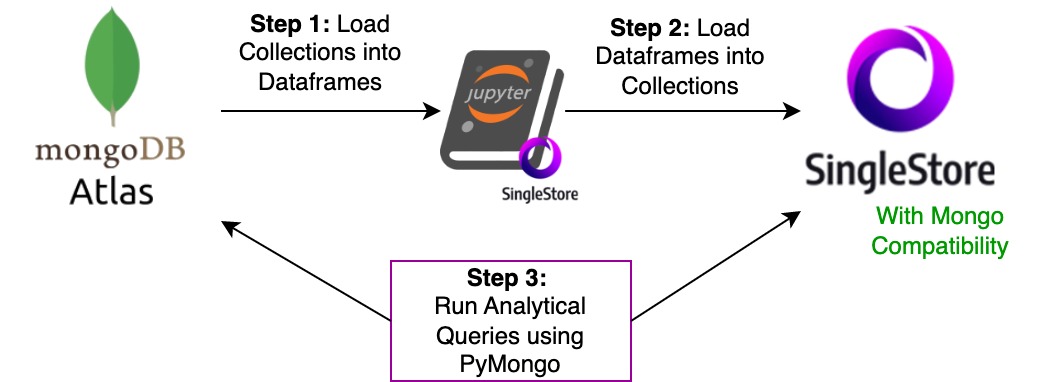 Step 1: Load
Collections into
Dataframes
Step 2: Load
Dataframes into
Collections
jupyter
mongoDB
Atlas
SingleStore
SingleStore
With Mongo
Compatibility
Step 3:
Run Analytical
Queries using
PyMongo